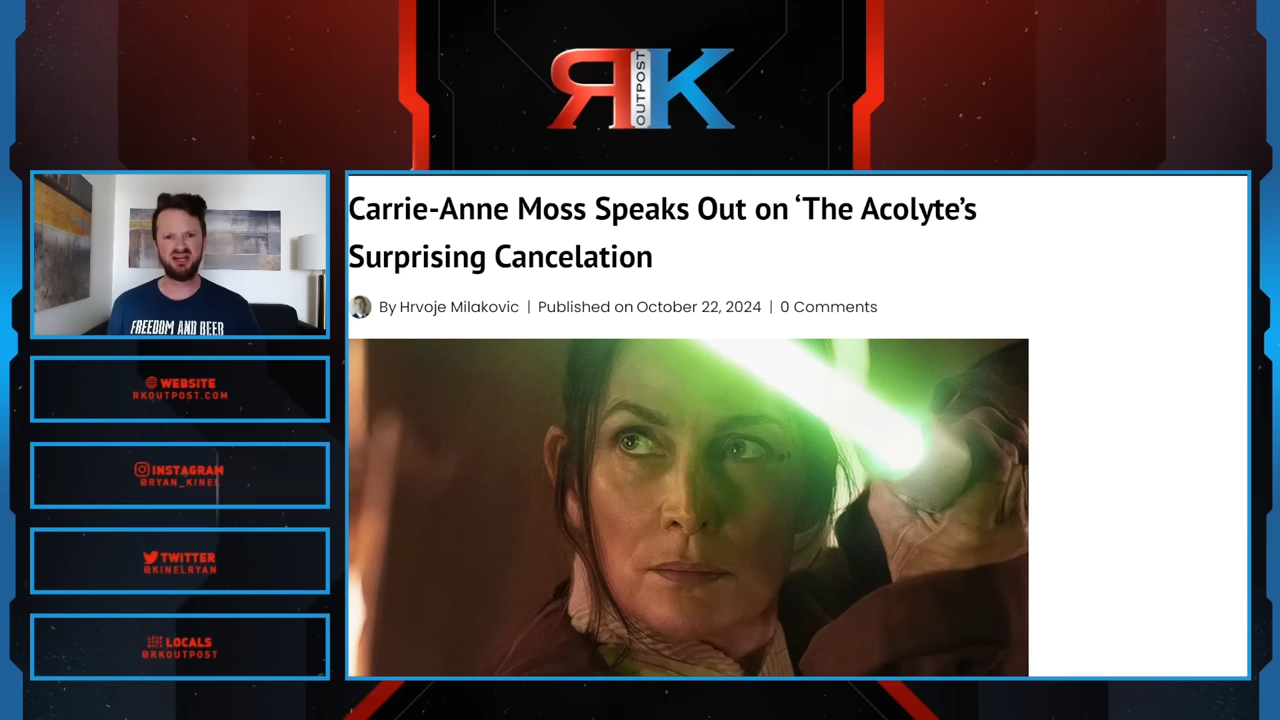 RK
OUTPOST
Carrie-Anne Moss Speaks Out on ‘The Acolyte’s
Surprising Cancelation
By Hrvoje Milakovic | Published on October 22, 2024 | 0 Comments
FREEDOM AND BEER
WEBSITE
RKOUTPOST.COM
INSTAGRAM
@RYAN_KINEL
TWITTER
@KINELRYAN
LOCALS
@RKOUTPOST